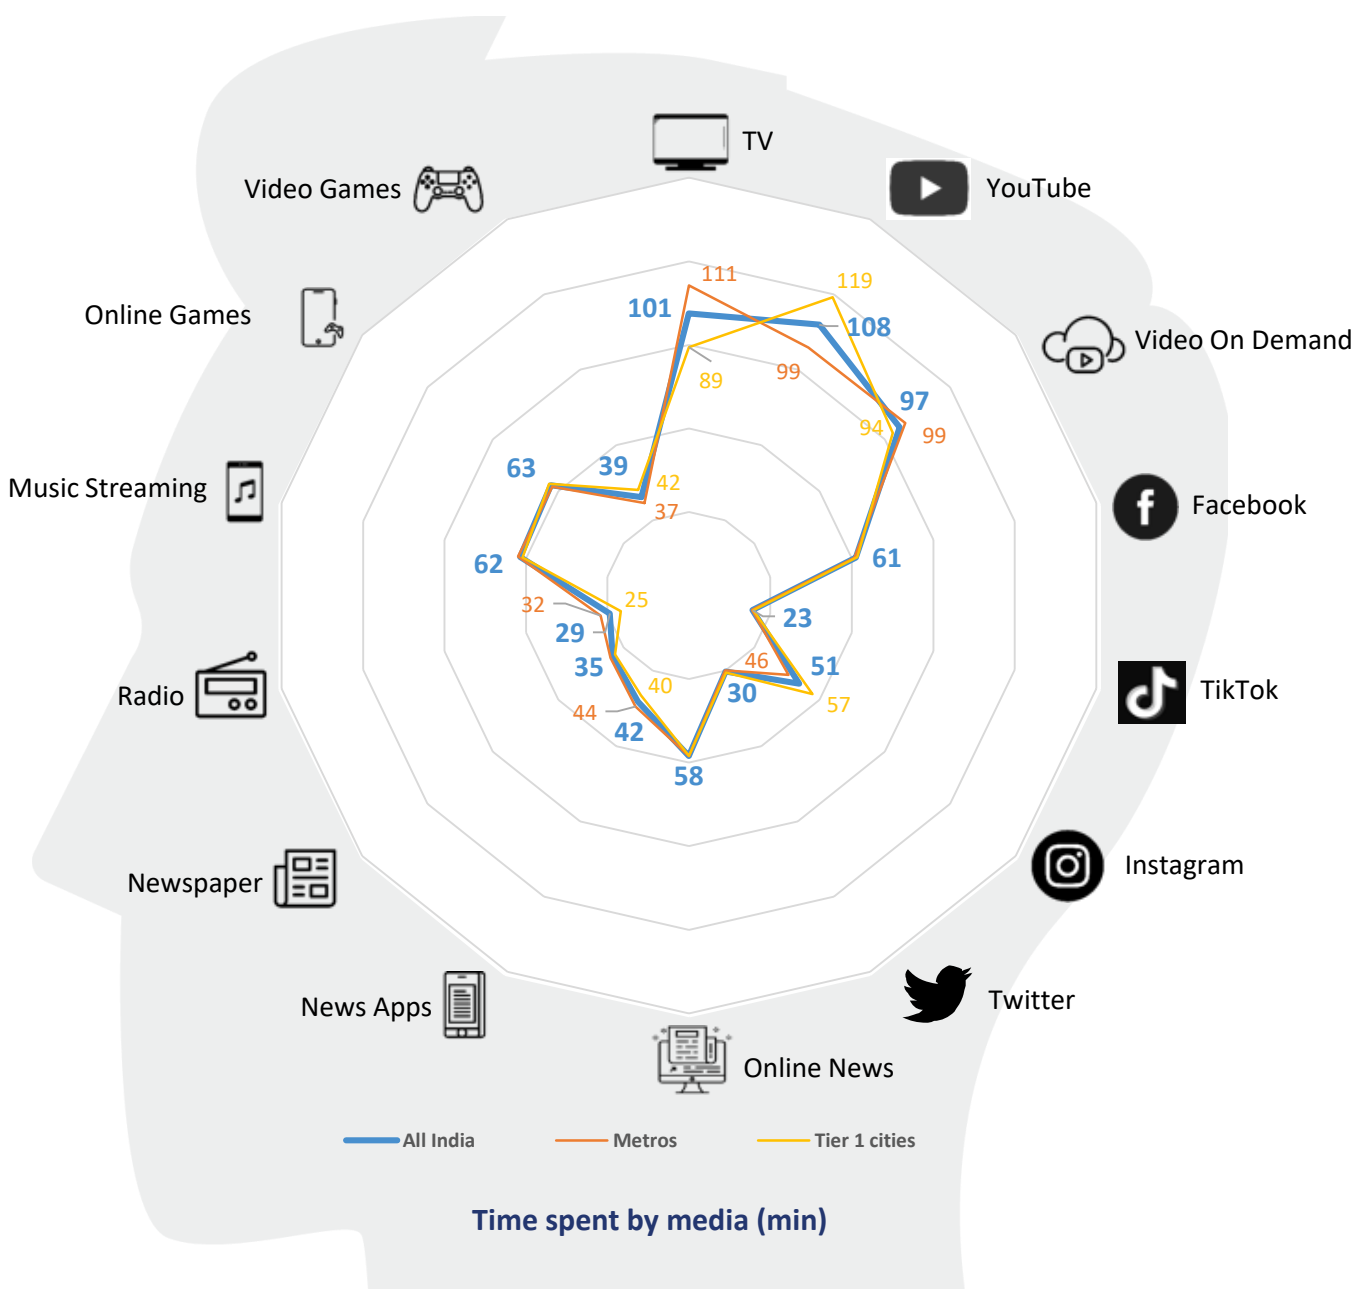 TV
Video Games
YouTube
111
119
Online Games
101
108
Video On Demand
89
99
97
94
99
63
39
42
Music Streaming
37
Facebook
62
61
32
25
23
29
35
46
51
Radio
40
30
TikTok
44
42
57
58
Newspaper
Instagram
News Apps
Twitter
Online News
All India
Metros
Tier 1 cities
Time spent by media (min)